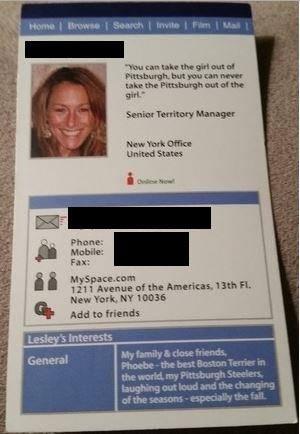 Home | Browse | Search | Invite | Film | Mail |
"You can take the girl out of
Pittsburgh, but you can never
take the Pittsburgh out of the
girl."
Senior Territory Manager
New York Office
United States
Online Now!
Phone:
Mobile:
Fax:
MySpace.com
1211 Avenue of the Americas, 13th Fl.
New York, NY 10036
Add to friends
Lesley's Interests
General
My family & close friends,
Phoebe - the best Boston Terrier in
the world, my Pittsburgh Steelers,
laughing out loud and the changing
of the seasons - especially the fall.